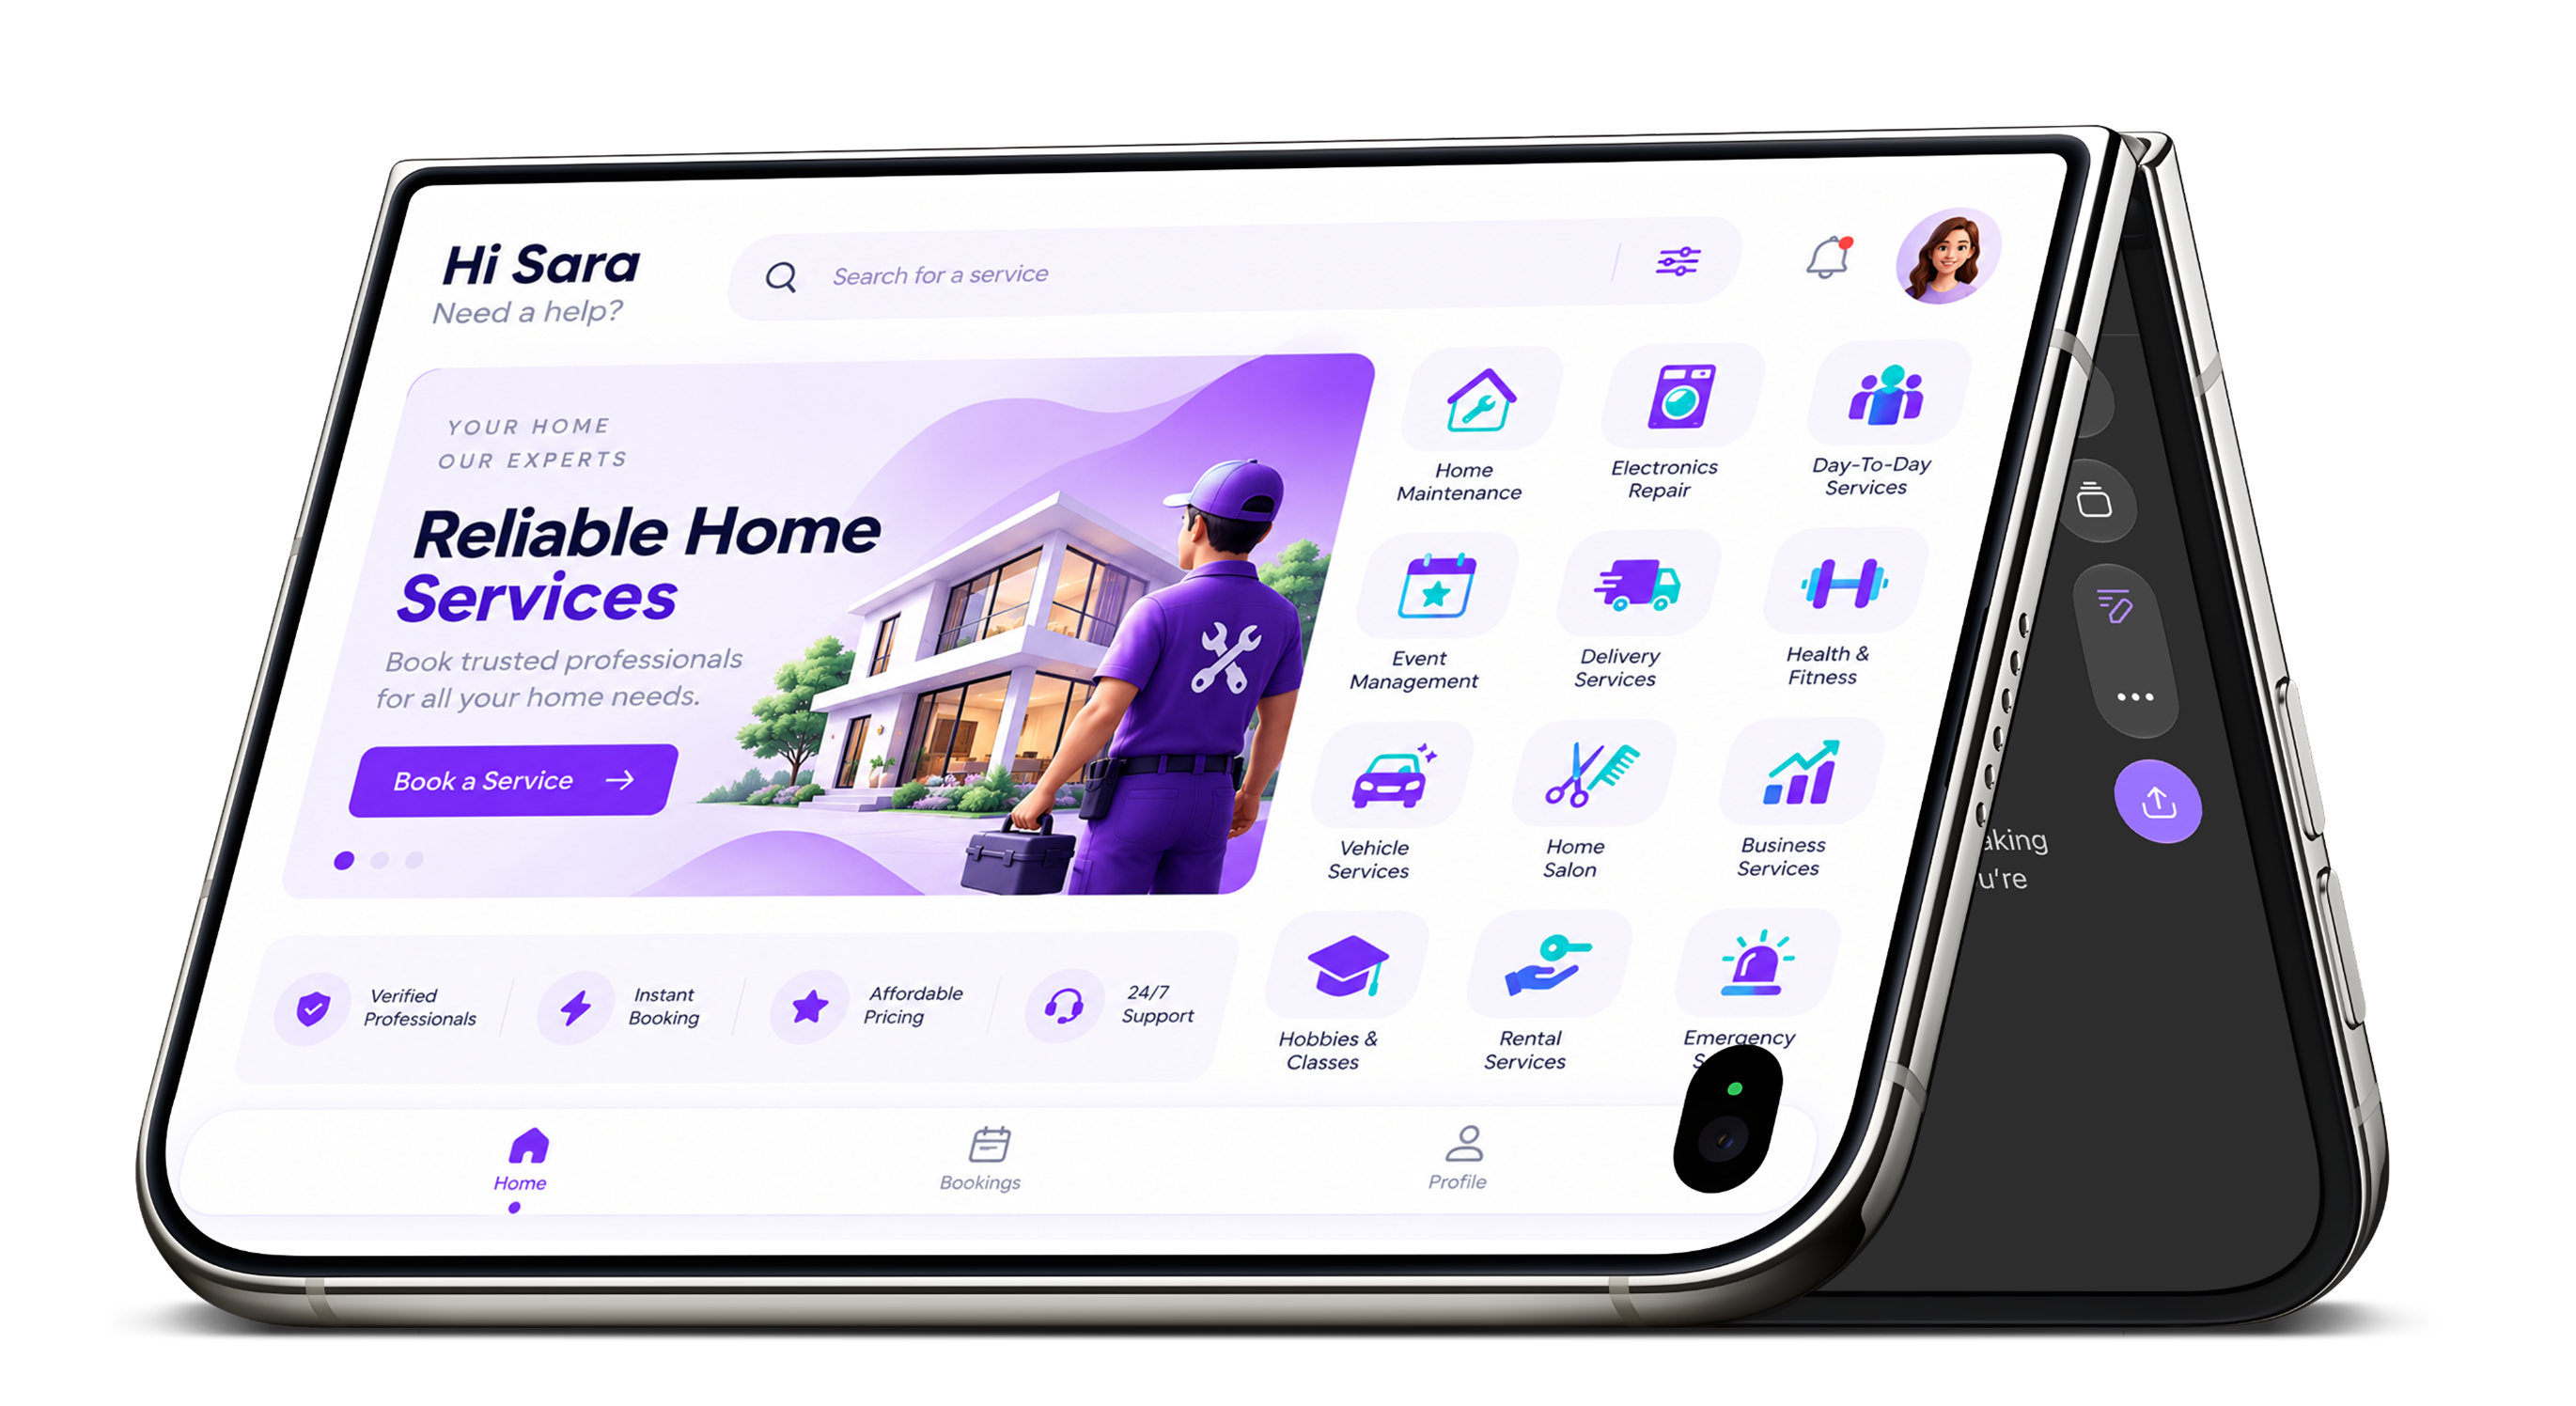 Hi Sara
Need a help?
Search for a service
YOUR HOME
OUR EXPERTS
Reliable Home
Services
Book trusted professionals
for all your home needs.
Book a Service
Verified
Professionals
Instant
Booking
Affordable
Pricing
24/7
Support
Home
Maintenance
Electronics
Repair
Day-To-Day
Services
Event
Management
Delivery
Services
Health &
Fitness
Vehicle
Services
Home
Salon
Business
Services
Hobbies &
Classes
Rental
Services
Emergency
Home
Bookings
Profile